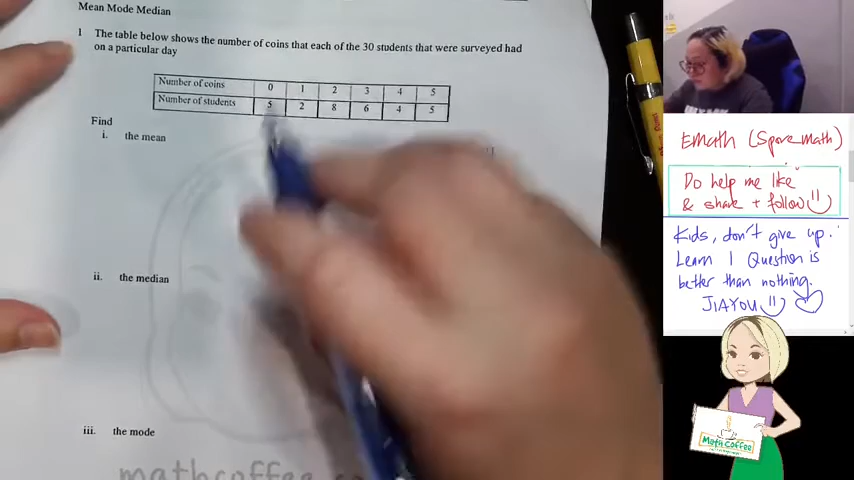 Mean Mode Median
1 The table below shows the number of coins that each of the 30 students that were surveyed had
on a particular day
Number of coins 0 1 2 3 4 5
Number of students 5 2 8 6 4 5
Find
i. the mean
ii. the median
iii. the mode
mathcoffee
EMath (Spore math)
Do help me like
& share + follow
Kids, don't give up.
Learn 1 Question is
better than nothing.
JIAYOU
Math Coffee